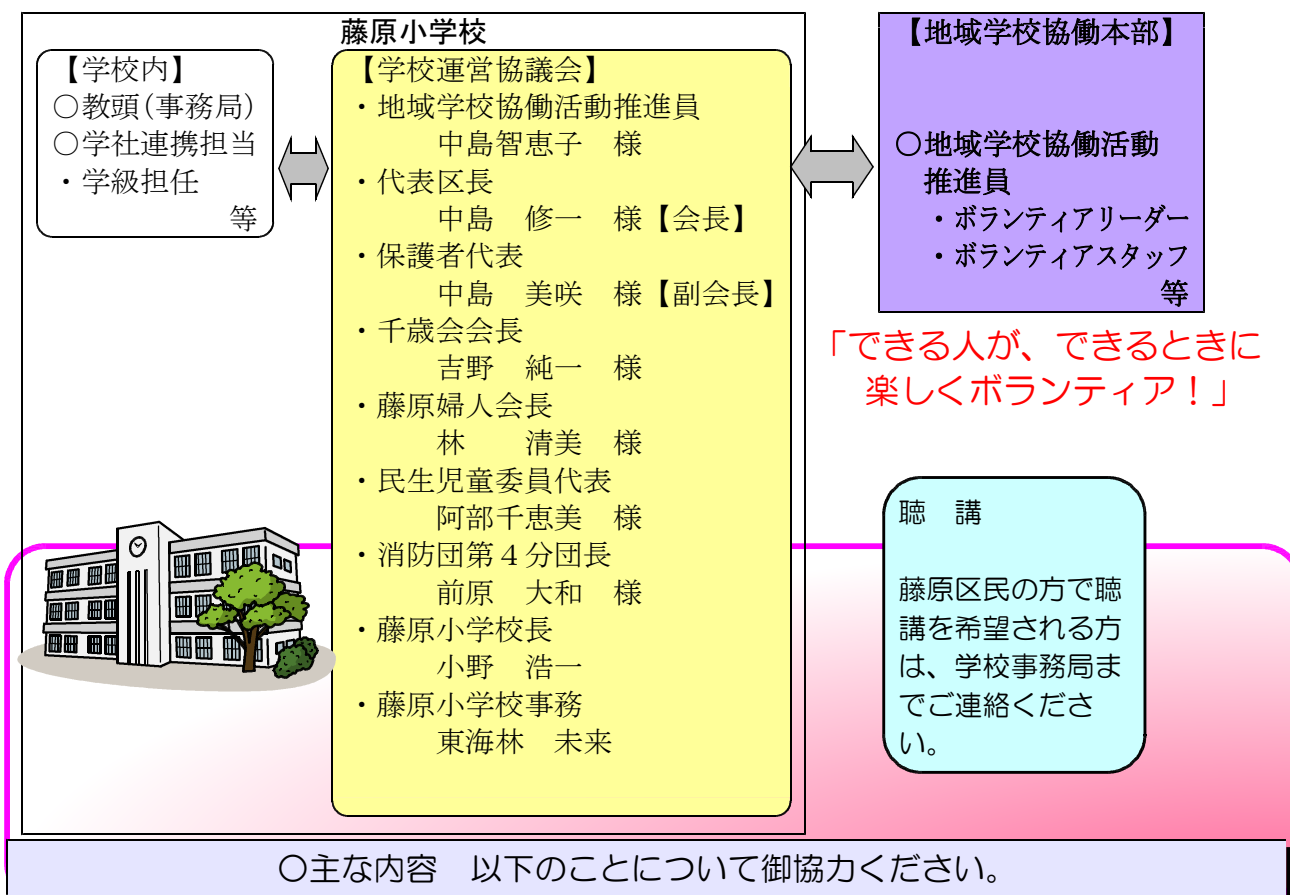 藤原小学校
【学校内】
○教頭(事務局)
○学社連携担当
・学級担任
等
【学校運営協議会】
・地域学校協働活動推進員
中島智恵子　様
・代表区長
中島　修一　様【会長】
・保護者代表
中島　美咲　様【副会長】
・千歳会会長
吉野　純一　様
・藤原婦人会長
林　　清美　様
・民生児童委員代表
阿部千恵美　様
・消防団第４分団長
前原　大和　様
・藤原小学校長
小野　浩一
・藤原小学校事務
東海林　未来
【地域学校協働本部】
○地域学校協働活動
推進員
・ボランティアリーダー
・ボランティアスタッフ
等
「できる人が、できるときに
楽しくボランティア！」
聴　講
藤原区民の方で聴
講を希望される方
は、学校事務局ま
でご連絡くださ
い。
○主な内容　以下のことについて御協力ください。